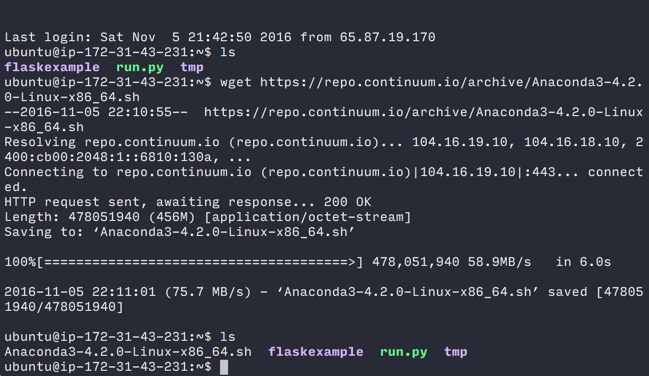 Last login: Sat Nov  5 21:42:50 2016 from 65.87.19.170
ubuntu@ip-172-31-43-231:~$ ls
flaskexample  run.py  tmp
ubuntu@ip-172-31-43-231:~$ wget https://repo.continuum.io/archive/Anaconda3-4.2.
0-Linux-x86_64.sh
--2016-11-05 22:10:55--  https://repo.continuum.io/archive/Anaconda3-4.2.0-Linux
-x86_64.sh
Resolving repo.continuum.io (repo.continuum.io)... 104.16.19.10, 104.16.18.10, 2
400:cb00:2048:1::6810:130a, ...
Connecting to repo.continuum.io (repo.continuum.io)|104.16.19.10|:443... connect
ed.
HTTP request sent, awaiting response... 200 OK
Length: 478051940 (456M) [application/octet-stream]
Saving to: ‘Anaconda3-4.2.0-Linux-x86_64.sh’
100%[======================================>] 478,051,940 58.9MB/s   in 6.0s
2016-11-05 22:11:01 (75.7 MB/s) - ‘Anaconda3-4.2.0-Linux-x86_64.sh’ saved [47805
1940/478051940]
ubuntu@ip-172-31-43-231:~$ ls
Anaconda3-4.2.0-Linux-x86_64.sh  flaskexample  run.py  tmp
ubuntu@ip-172-31-43-231:~$